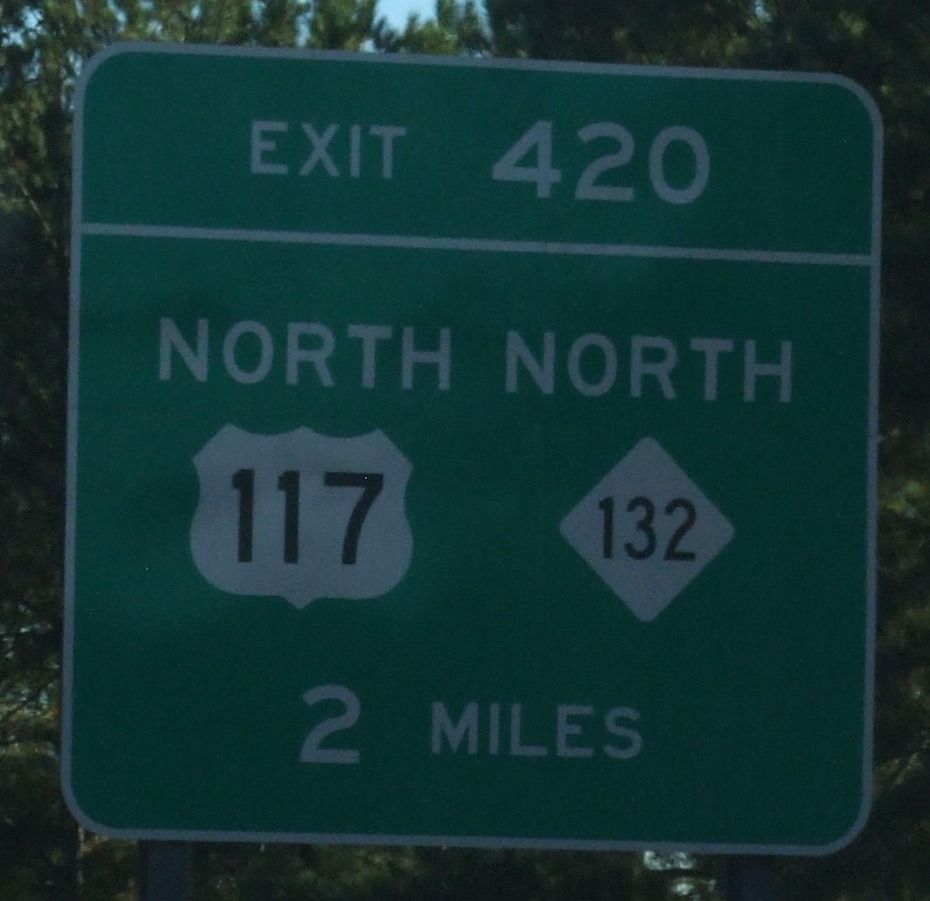 EXIT 420
NORTH NORTH
117 132
2 MILES